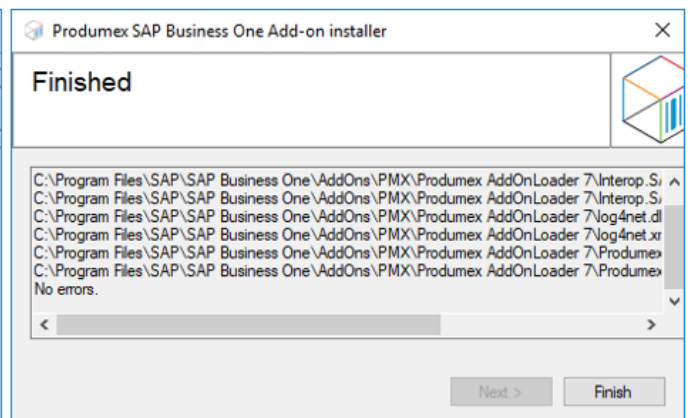 Produmex SAP Business One Add-on installer
Finished
C:\Program Files\SAP\SAP Business One\AddOns\PMX\Produmex AddOnLoader 7\Interop.S
C:\Program Files\SAP\SAP Business One\AddOns\PMX\Produmex AddOnLoader 7\Interop.S
C:\Program Files\SAP\SAP Business One\AddOns\PMX\Produmex AddOnLoader 7\log4net.dl
C:\Program Files\SAP\SAP Business One\AddOns\PMX\Produmex AddOnLoader 7\log4net.x
C:\Program Files\SAP\SAP Business One\AddOns\PMX\Produmex AddOnLoader 7\Produmex
C:\Program Files\SAP\SAP Business One\AddOns\PMX\Produmex AddOnLoader 7\Produmex
No errors.
Next >
Finish